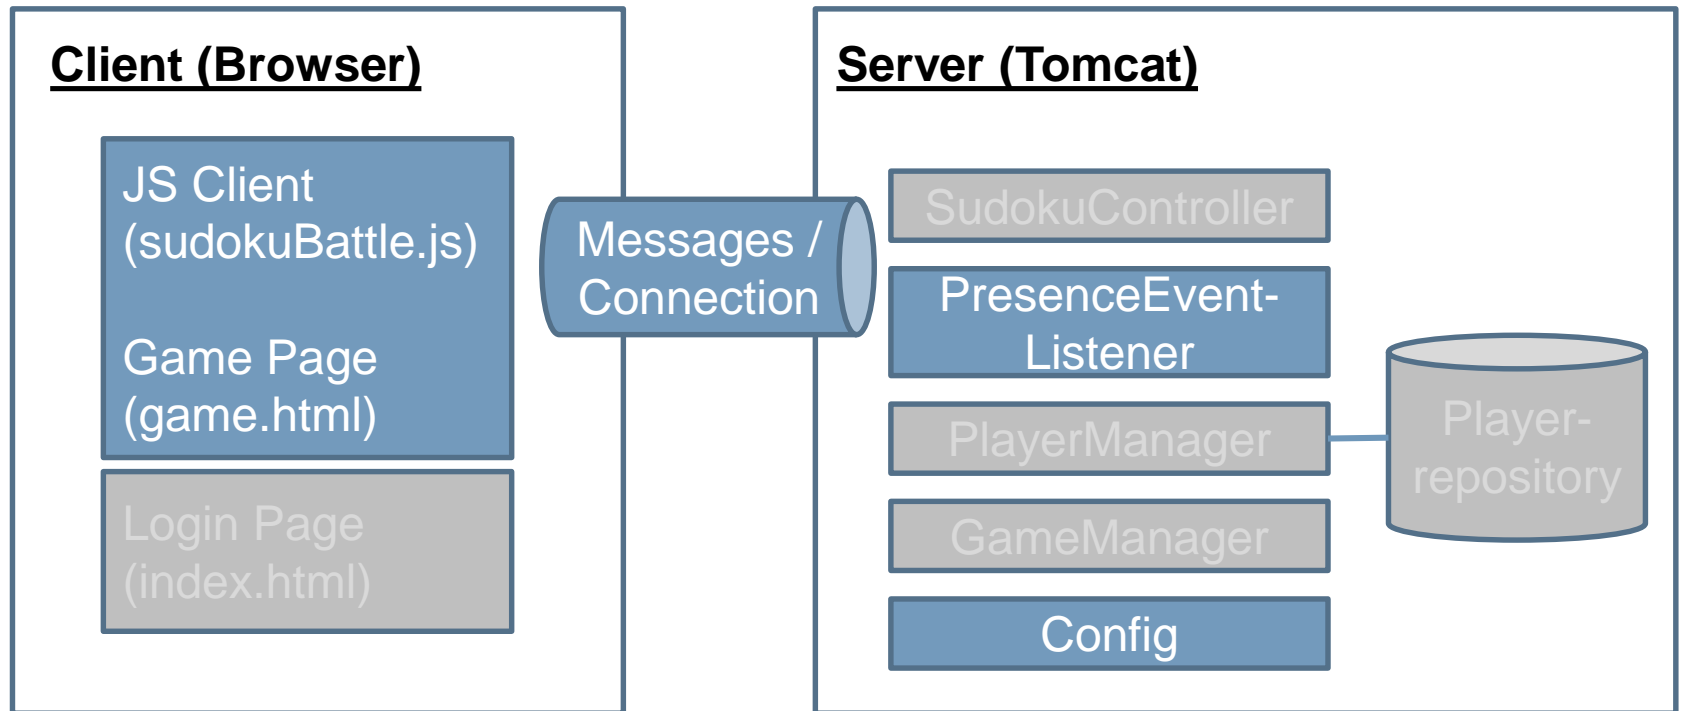 Client (Browser)
JS Client
(sudokuBattle.js)
Game Page
(game.html)
Login Page
(index.html)
Messages /
Connection
Server (Tomcat)
SudokuController
PresenceEvent-
Listener
PlayerManager
GameManager
Config
Player-
repository